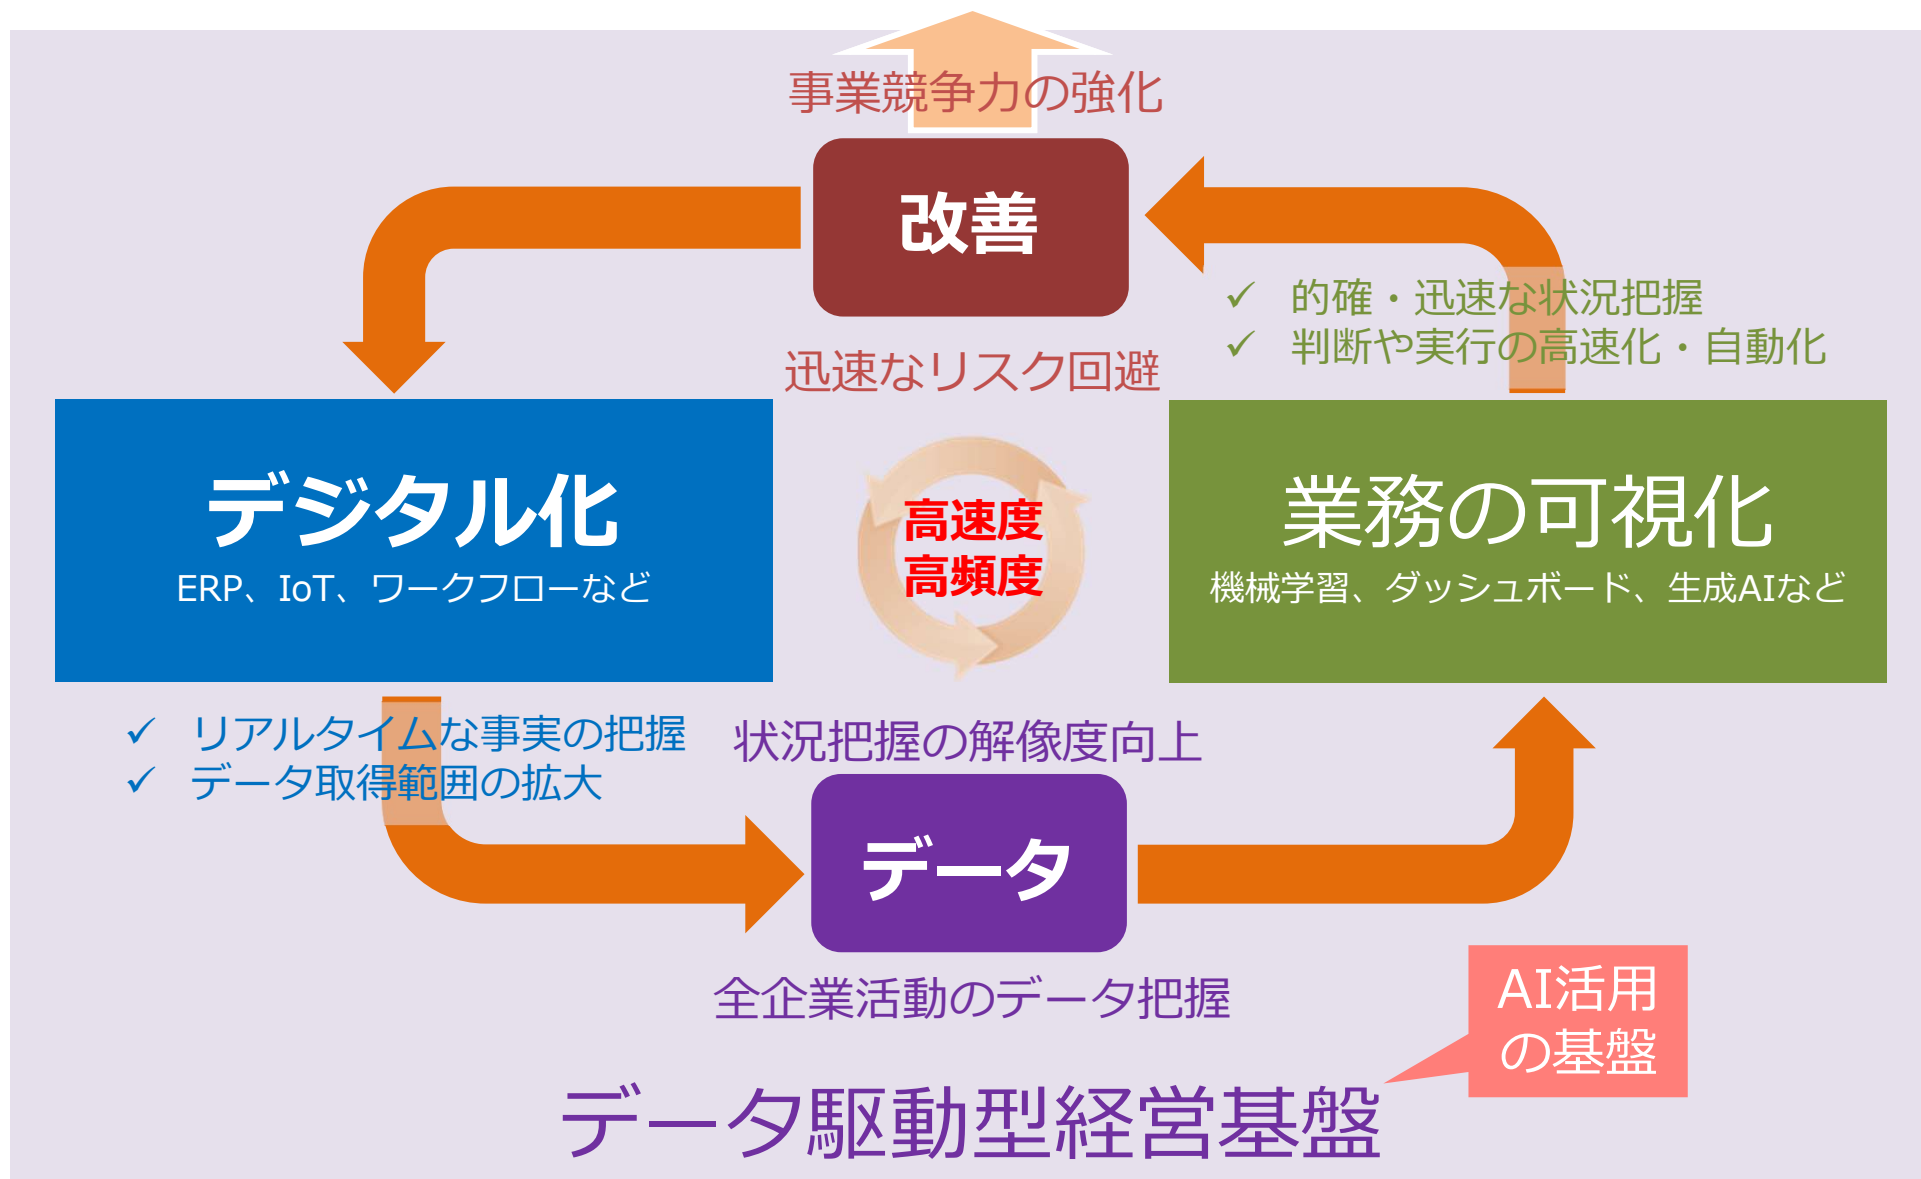 事業競争力の強化
改善
✓ 的確・迅速な状況把握
✓ 判断や実行の高速化・自動化
迅速なリスク回避
デジタル化
ERP、IoT、ワークフローなど
高速度
高頻度
業務の可視化
機械学習、ダッシュボード、生成AIなど
✓ リアルタイムな事実の把握
✓ データ取得範囲の拡大
状況把握の解像度向上
データ
全企業活動のデータ把握
AI活用
の基盤
データ駆動型経営基盤